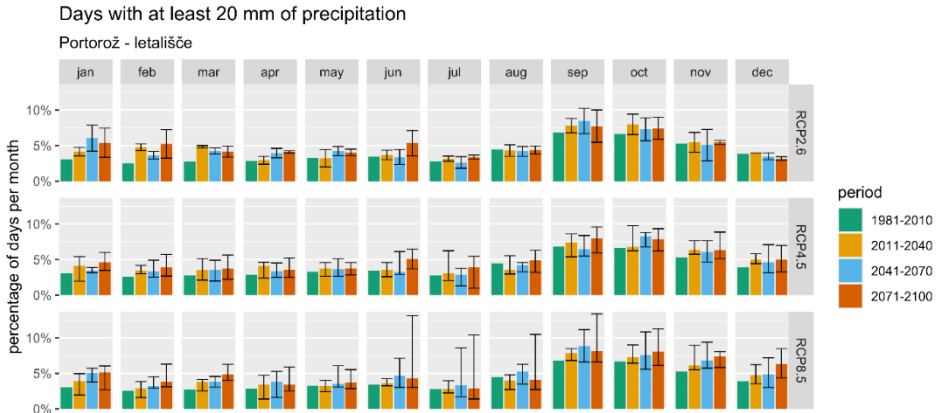 Days with at least 20 mm of precipitation
Portorož - letališče
jan feb mar apr may jun jul aug sep oct nov dec
10%
5%
0%
RCP2.6
10%
5%
0%
RCP4.5
10%
5%
0%
RCP8.5
percentage of days per month
period
1981-2010
2011-2040
2041-2070
2071-2100